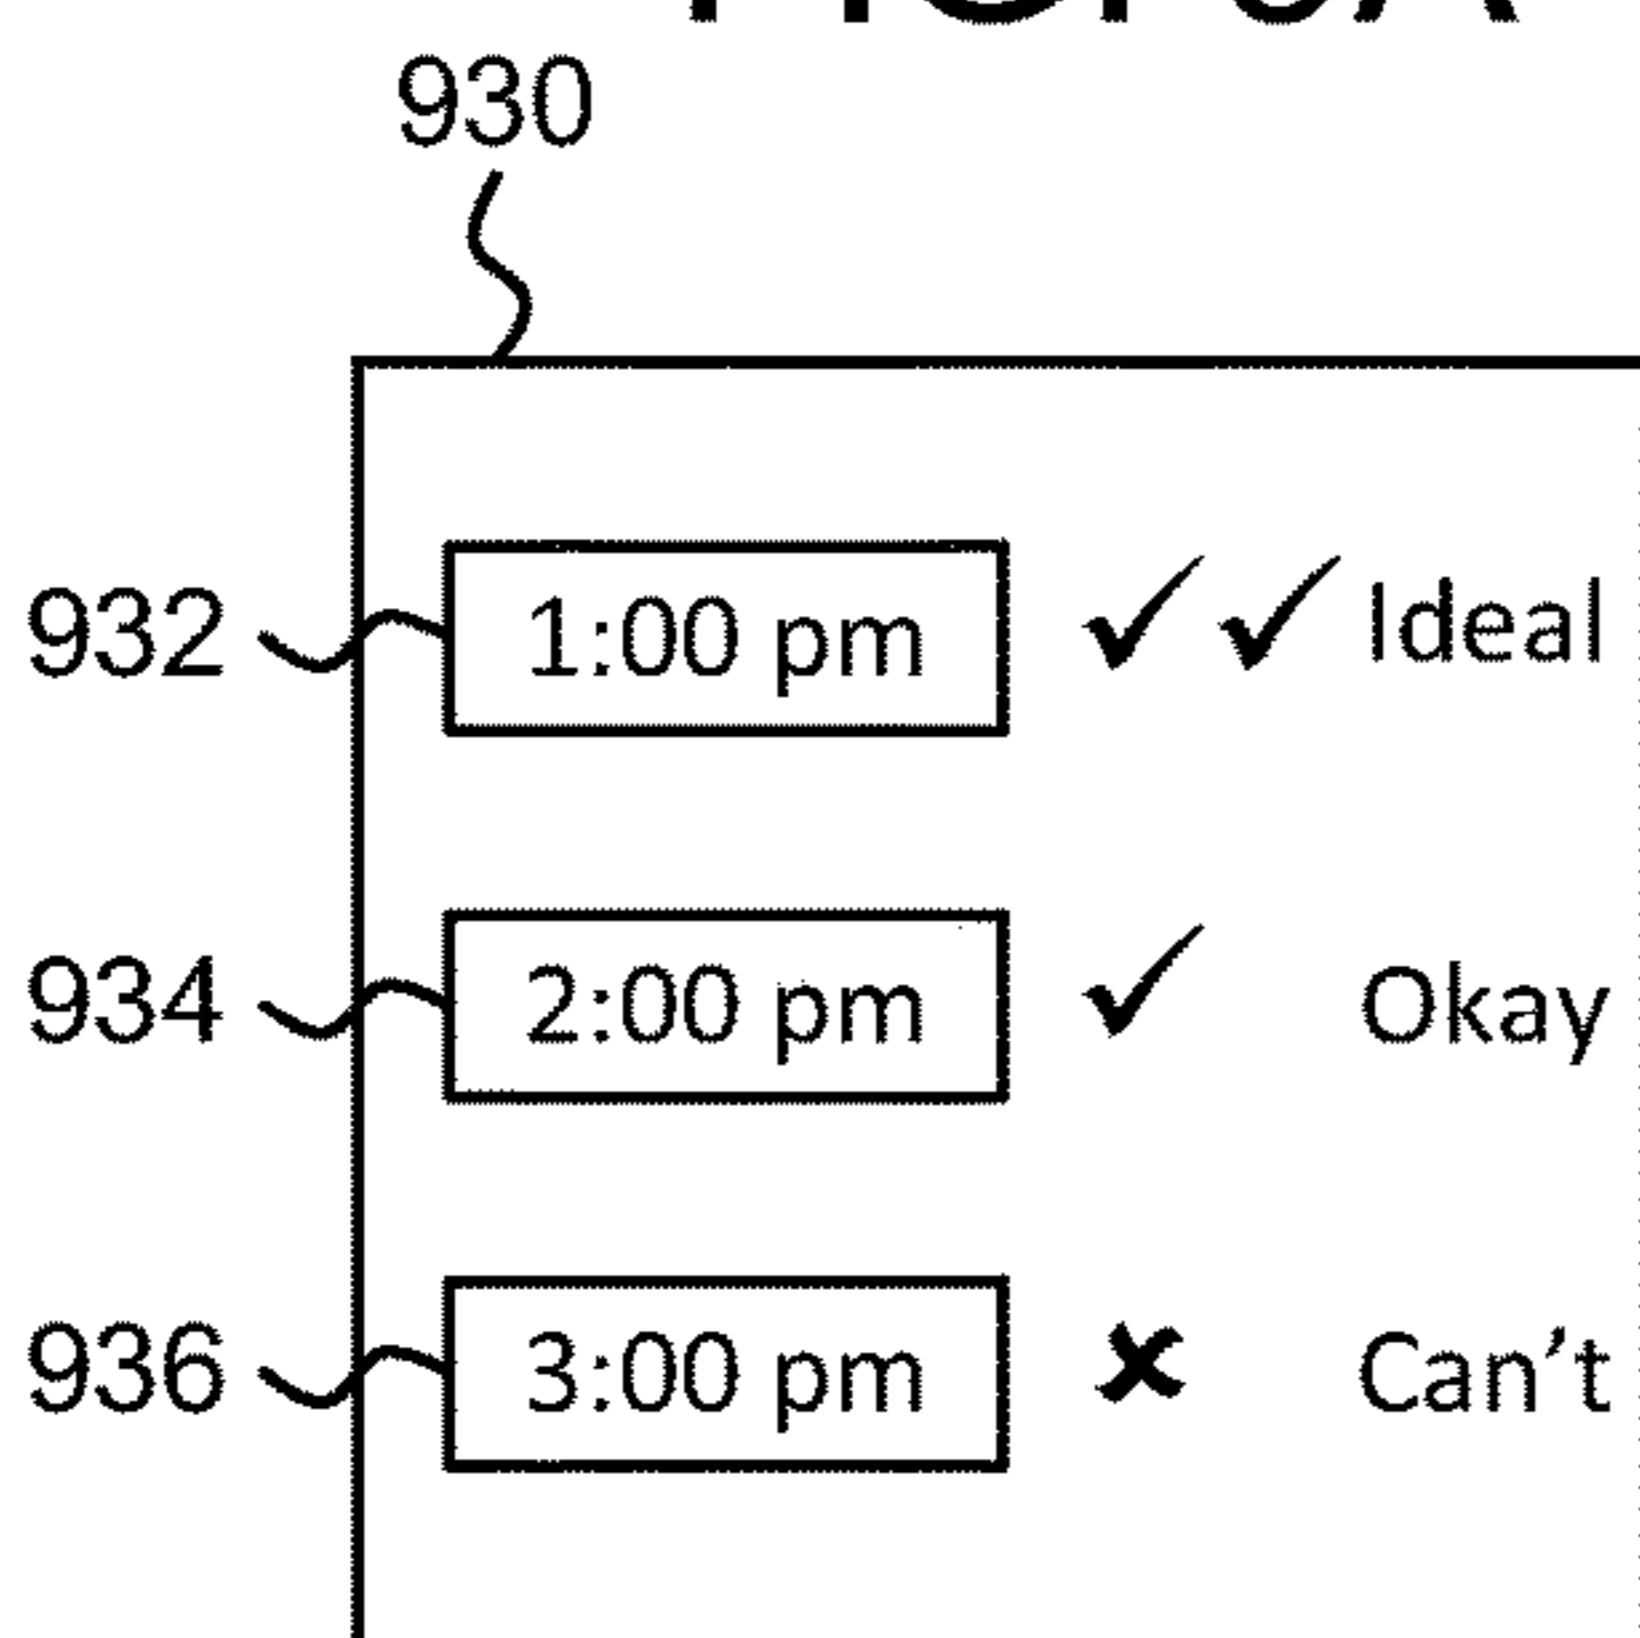 930
932 1:00 pm ✓ ✓ Ideal
934 2:00 pm ✓ Okay
936 3:00 pm ✘ Can't